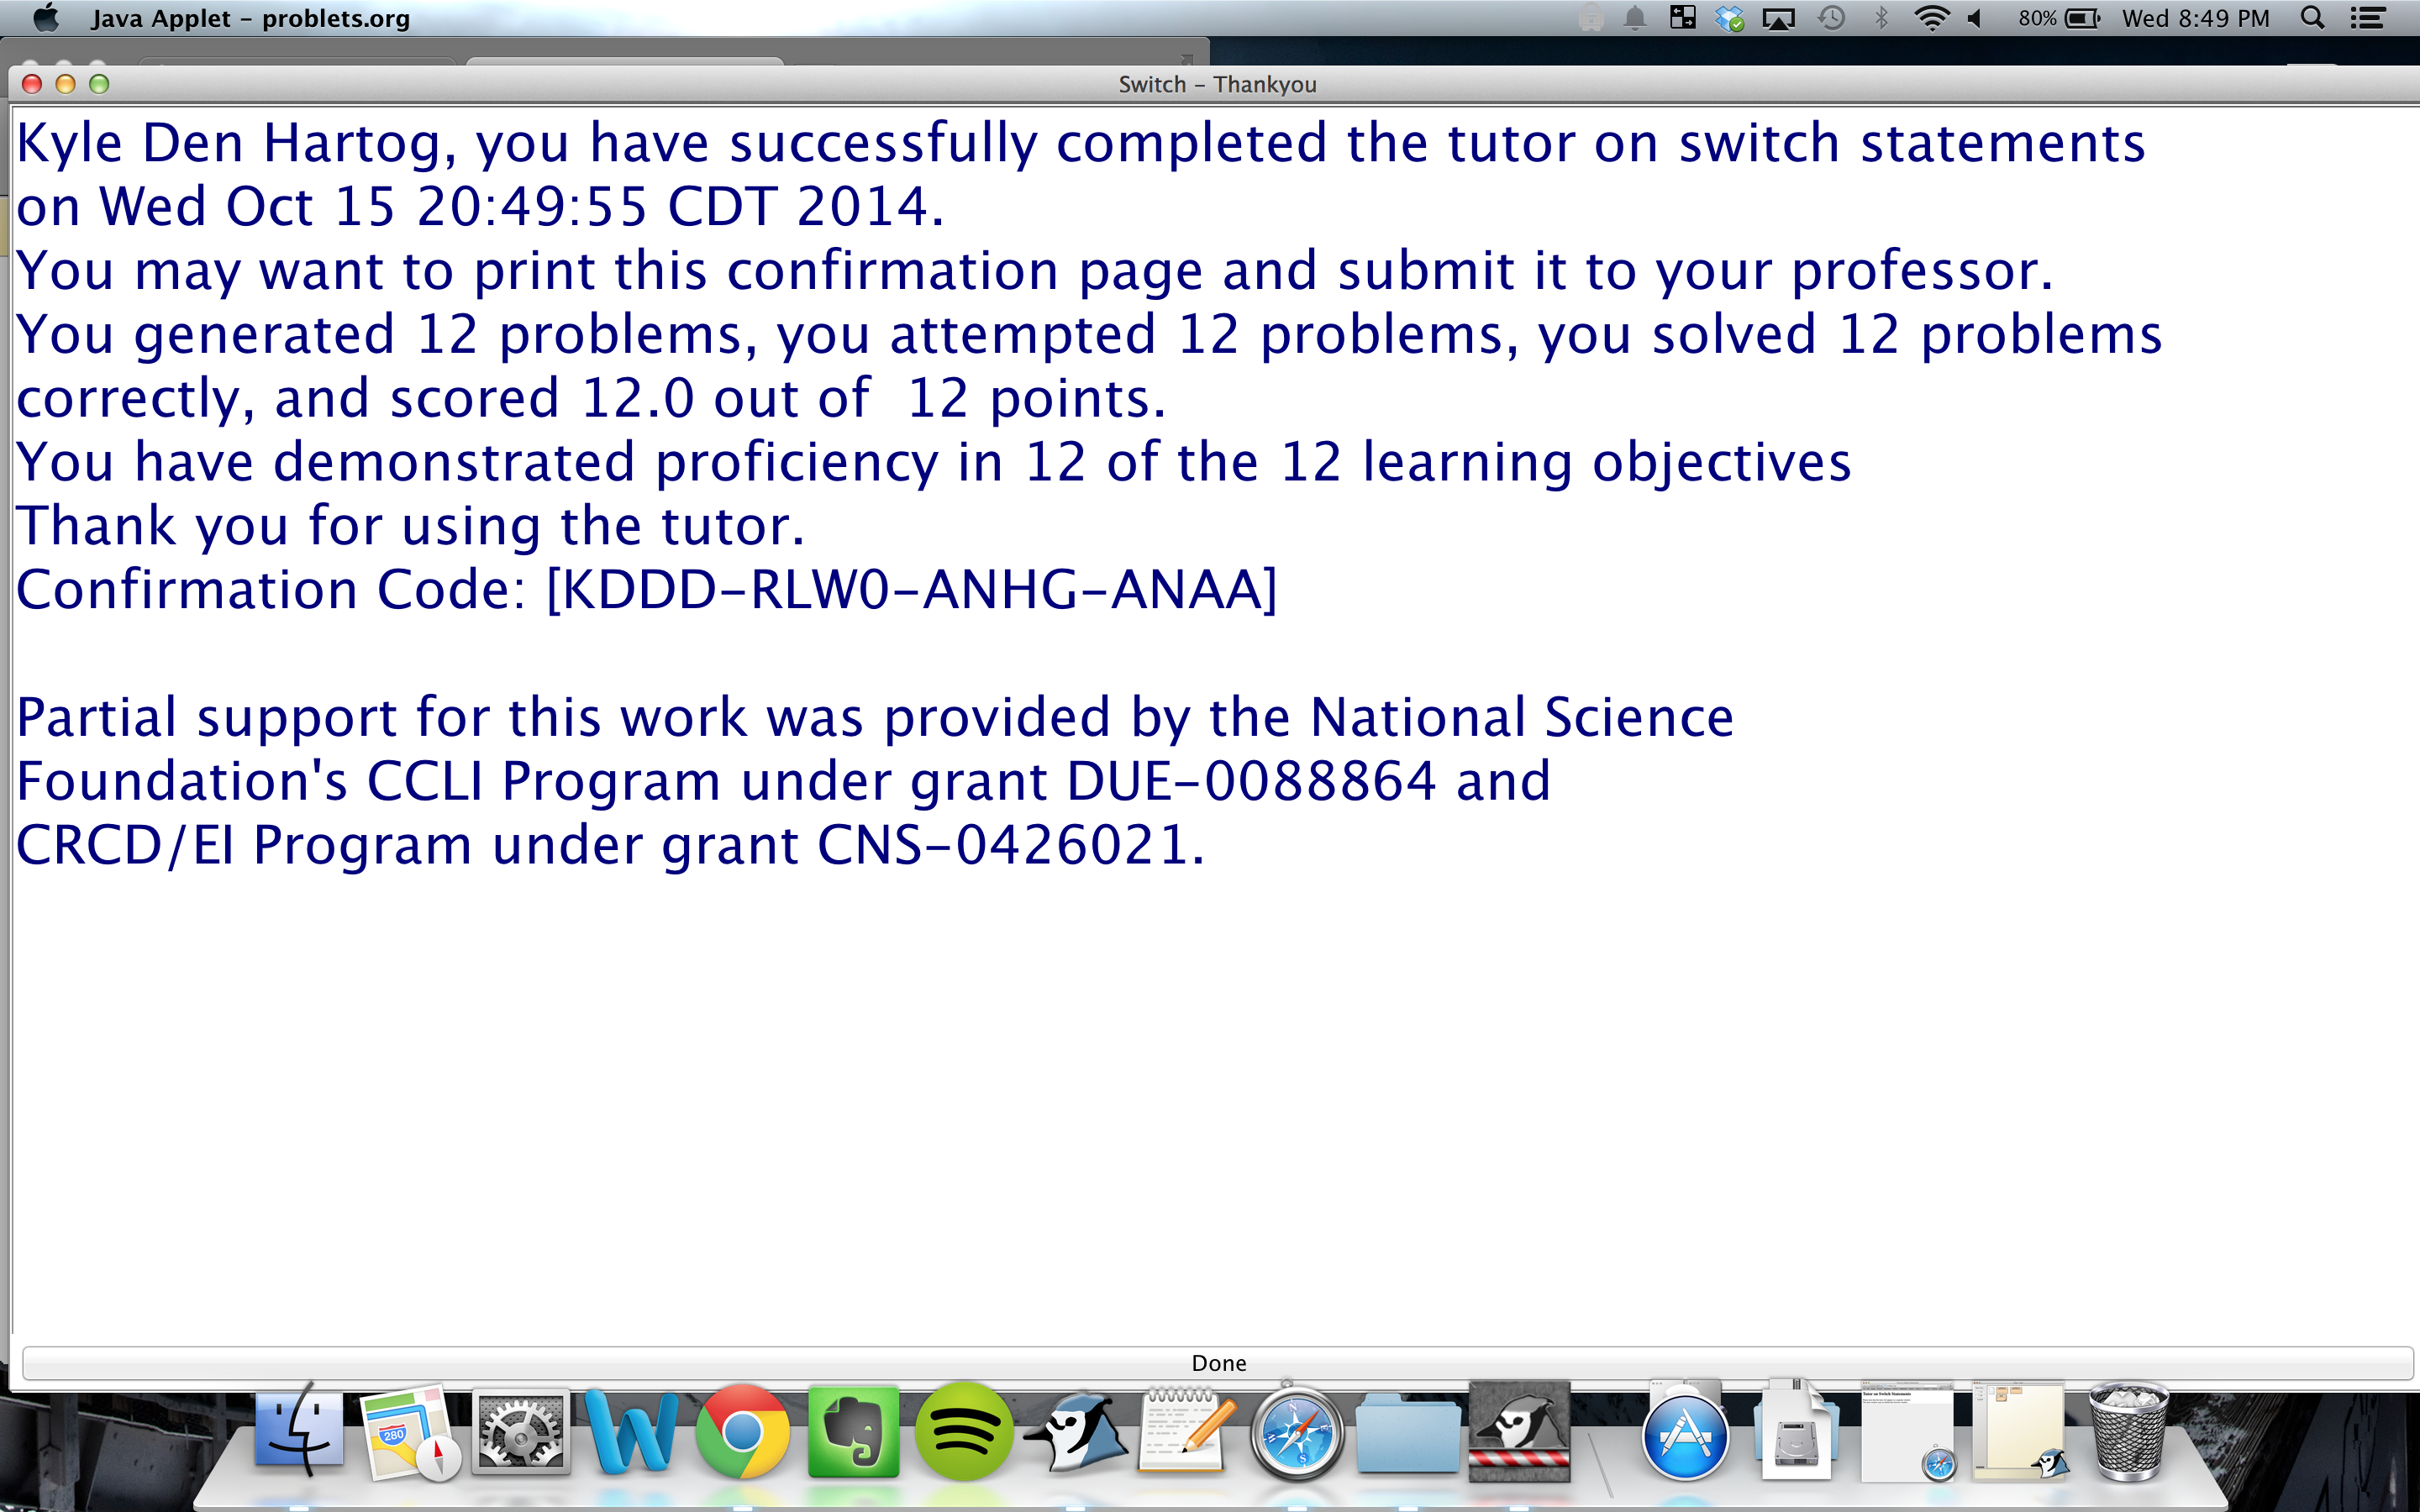 Java Applet - problets.org
80% Wed 8:49 PM
Switch - Thankyou
Kyle Den Hartog, you have successfully completed the tutor on switch statements
on Wed Oct 15 20:49:55 CDT 2014.
You may want to print this confirmation page and submit it to your professor.
You generated 12 problems, you attempted 12 problems, you solved 12 problems
correctly, and scored 12.0 out of  12 points.
You have demonstrated proficiency in 12 of the 12 learning objectives
Thank you for using the tutor.
Confirmation Code: [KDDD-RLW0-ANHG-ANAA]
Partial support for this work was provided by the National Science
Foundation's CCLI Program under grant DUE-0088864 and
CRCD/EI Program under grant CNS-0426021.
Done
280